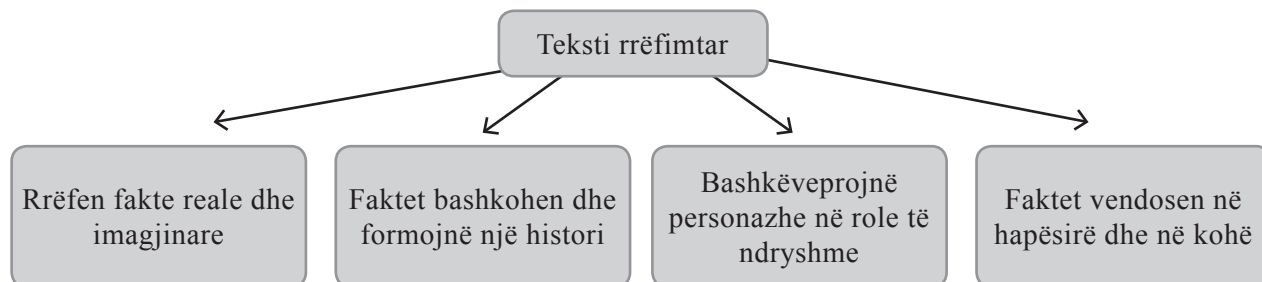 Teksti rrëfimtar
Rrëfen fakte reale dhe
imagjinare
Faktet bashkohen dhe
formojnë një histori
Bashkëveprojnë
personazhe në role të
ndryshme
Faktet vendosen në
hapësirë dhe në kohë